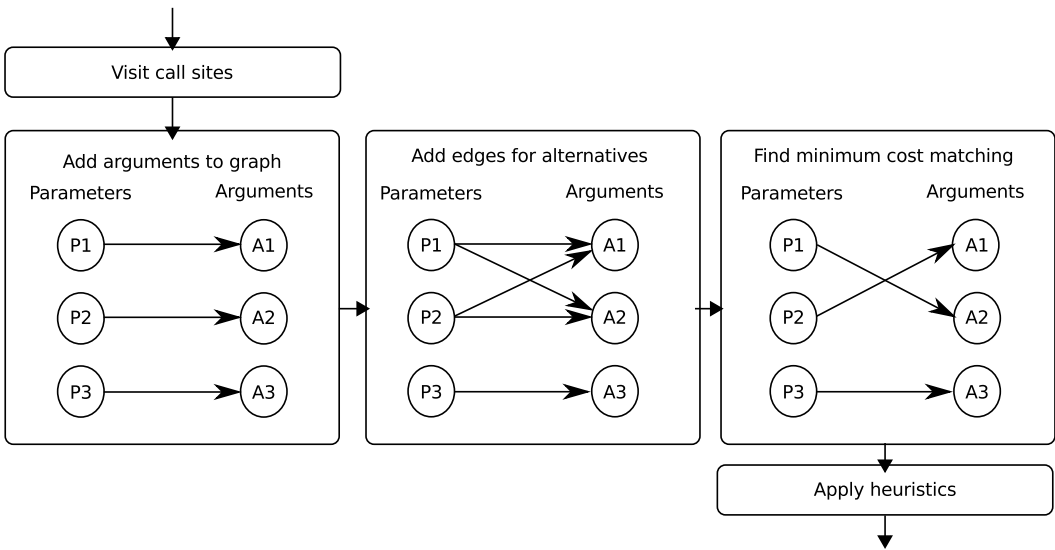 Visit call sites
Add arguments to graph
Parameters Arguments
P1 A1
P2 A2
P3 A3
Add edges for alternatives
Parameters Arguments
P1 A1
P2 A2
P3 A3
Find minimum cost matching
Parameters Arguments
P1 A1
P2 A2
P3 A3
Apply heuristics